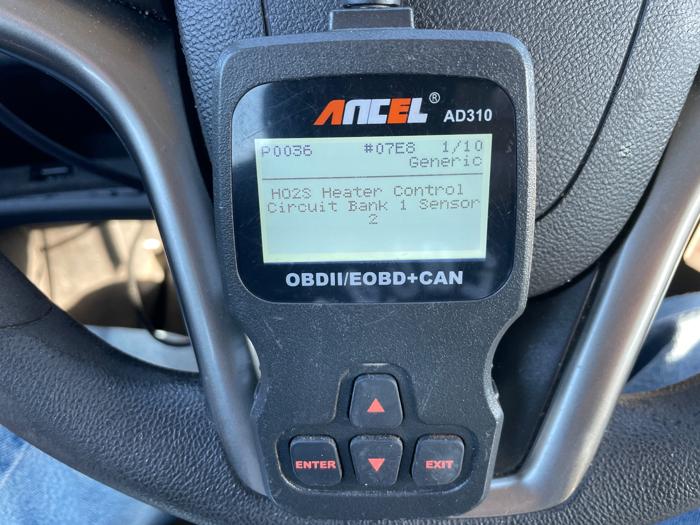 ANCEL® AD310
P0036 #07E8 1/10
Generic
HO2S Heater Control
Circuit Bank 1 Sensor
2
OBDII/EOBD+CAN
ENTER EXIT